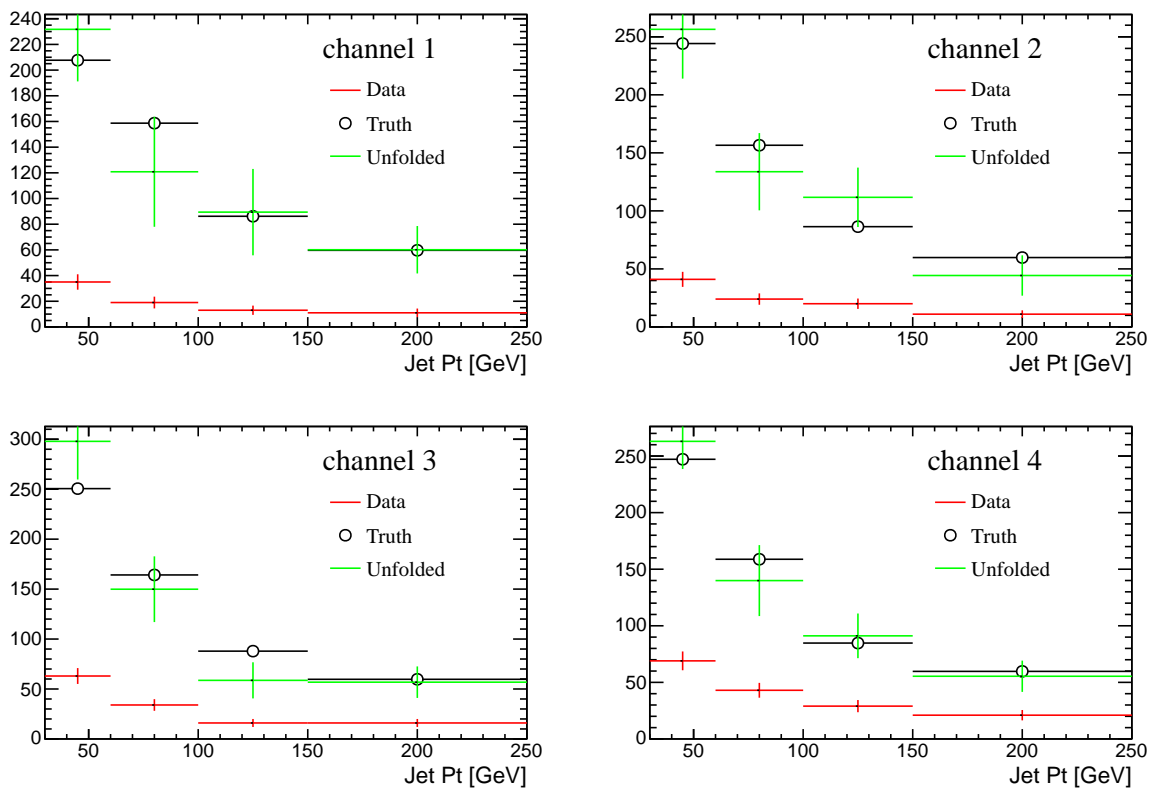 240
220
200
180
160
140
120
100
80
60
40
20
0
channel 1
Data
Truth
Unfolded
50 100 150 200 250
Jet Pt [GeV]
250
200
150
100
50
0
channel 2
Data
Truth
Unfolded
50 100 150 200 250
Jet Pt [GeV]
300
250
200
150
100
50
0
channel 3
Data
Truth
Unfolded
50 100 150 200 250
Jet Pt [GeV]
250
200
150
100
50
0
channel 4
Data
Truth
Unfolded
50 100 150 200 250
Jet Pt [GeV]